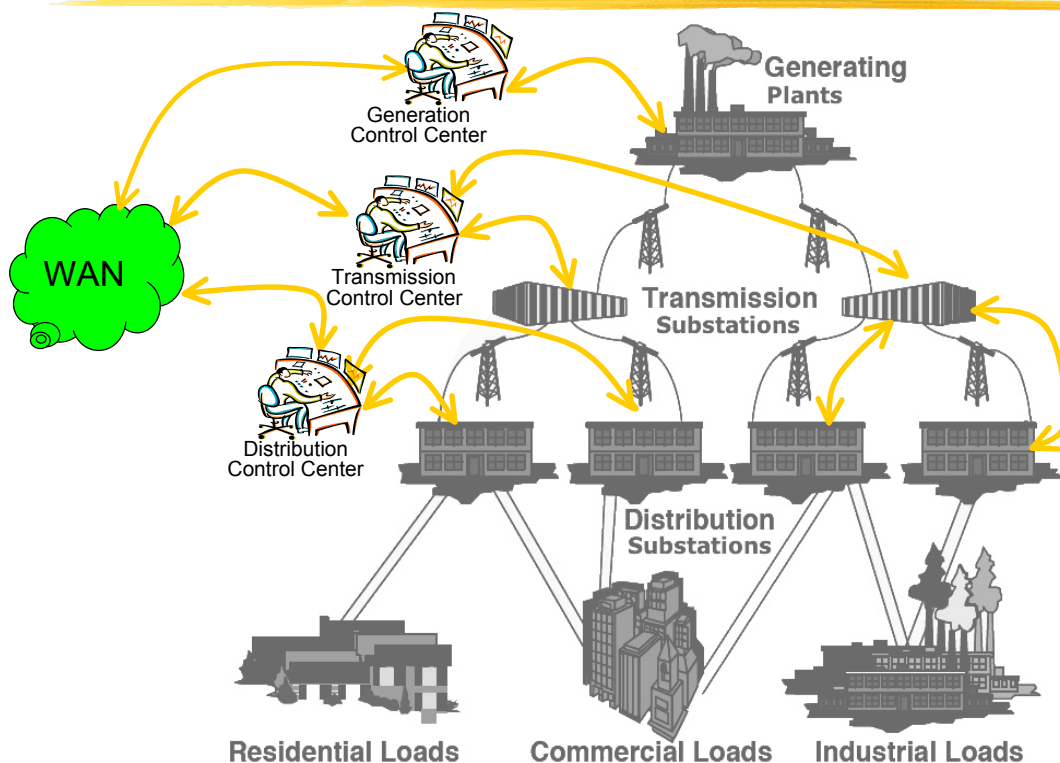 Generating
Plants
Generation
Control Center
WAN
Transmission
Control Center
Transmission
Substations
Distribution
Control Center
Distribution
Substations
Residential Loads
Commercial Loads
Industrial Loads